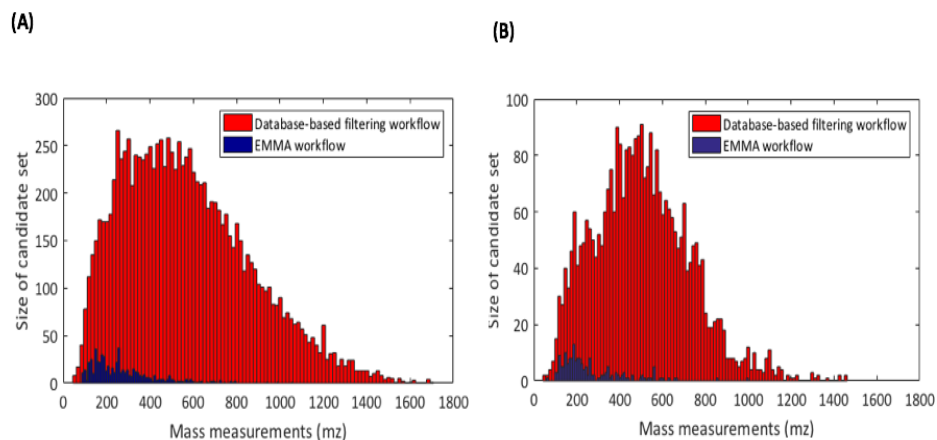 (A)
300
250
200
150
100
50
0
Size of candidate set
Database-based filtering workflow
EMMA workflow
0 200 400 600 800 1000 1200 1400 1600 1800
Mass measurements (mz)
(B)
100
80
60
40
20
0
Size of candidate set
Database-based filtering workflow
EMMA workflow
0 200 400 600 800 1000 1200 1400 1600 1800
Mass measurements (mz)